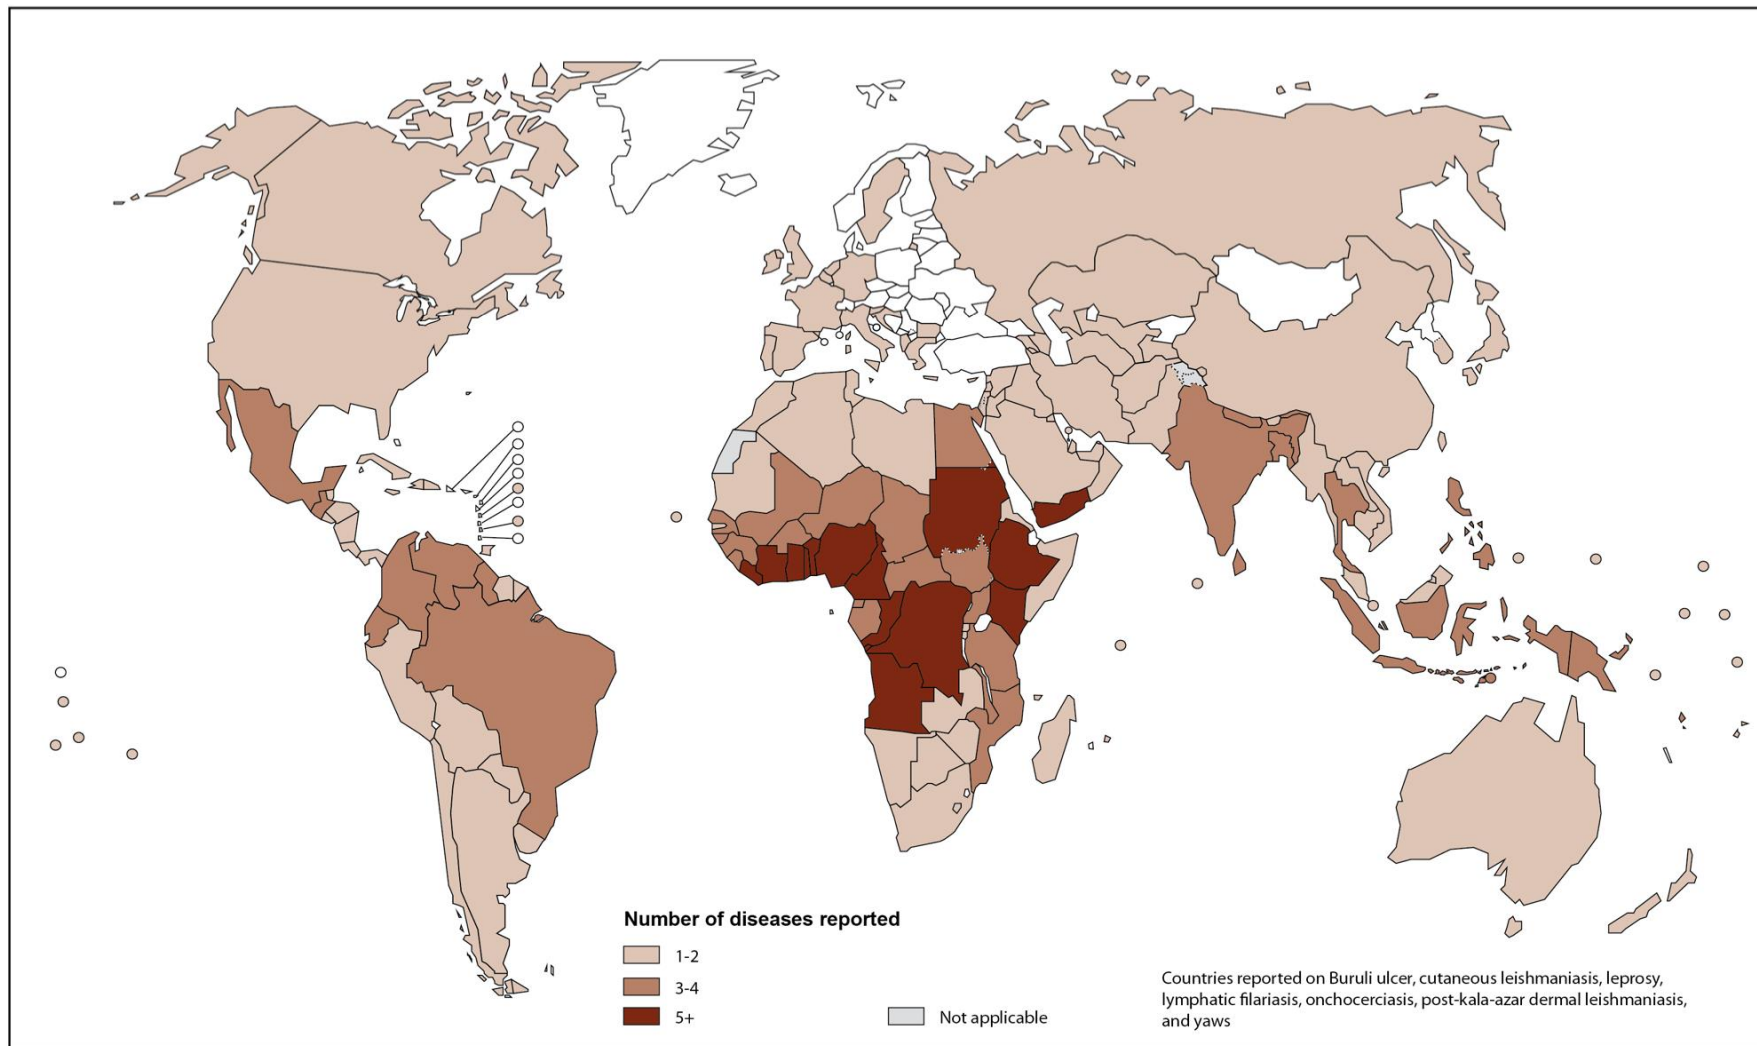 Number of diseases reported
1-2
3-4
5+
Not applicable
Countries reported on Buruli ulcer, cutaneous leishmaniasis, leprosy,
lymphatic filariasis, onchocerciasis, post-kala-azar dermal leishmaniasis,
and yaws